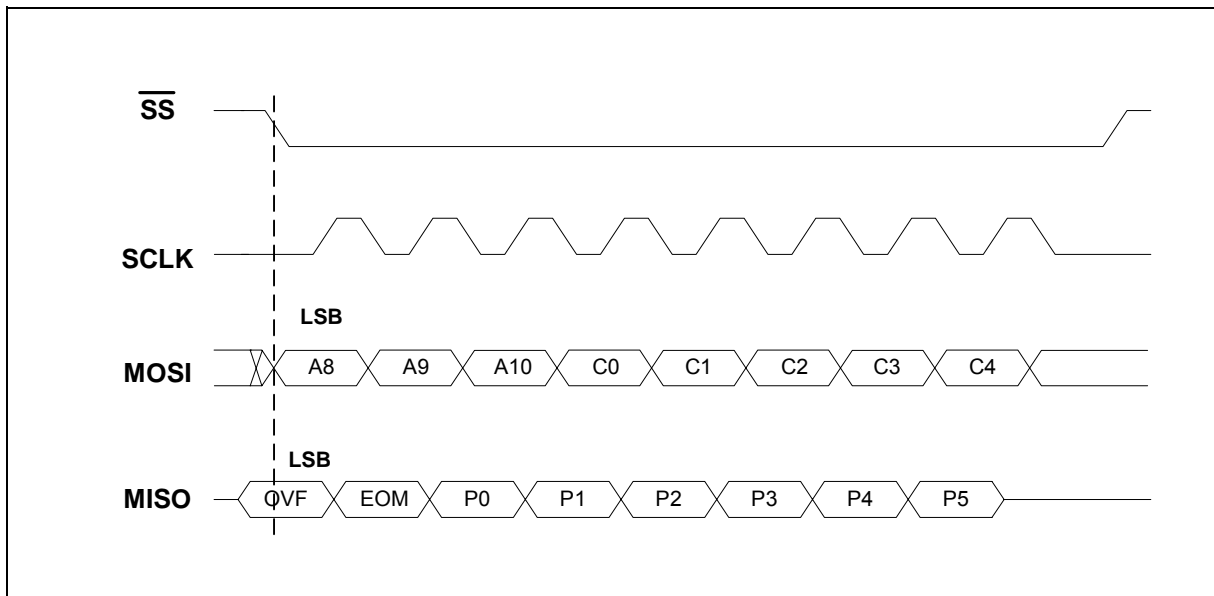 SS
SCLK
LSB
MOSI A8 A9 A10 C0 C1 C2 C3 C4
LSB
MISO OVF EOM P0 P1 P2 P3 P4 P5